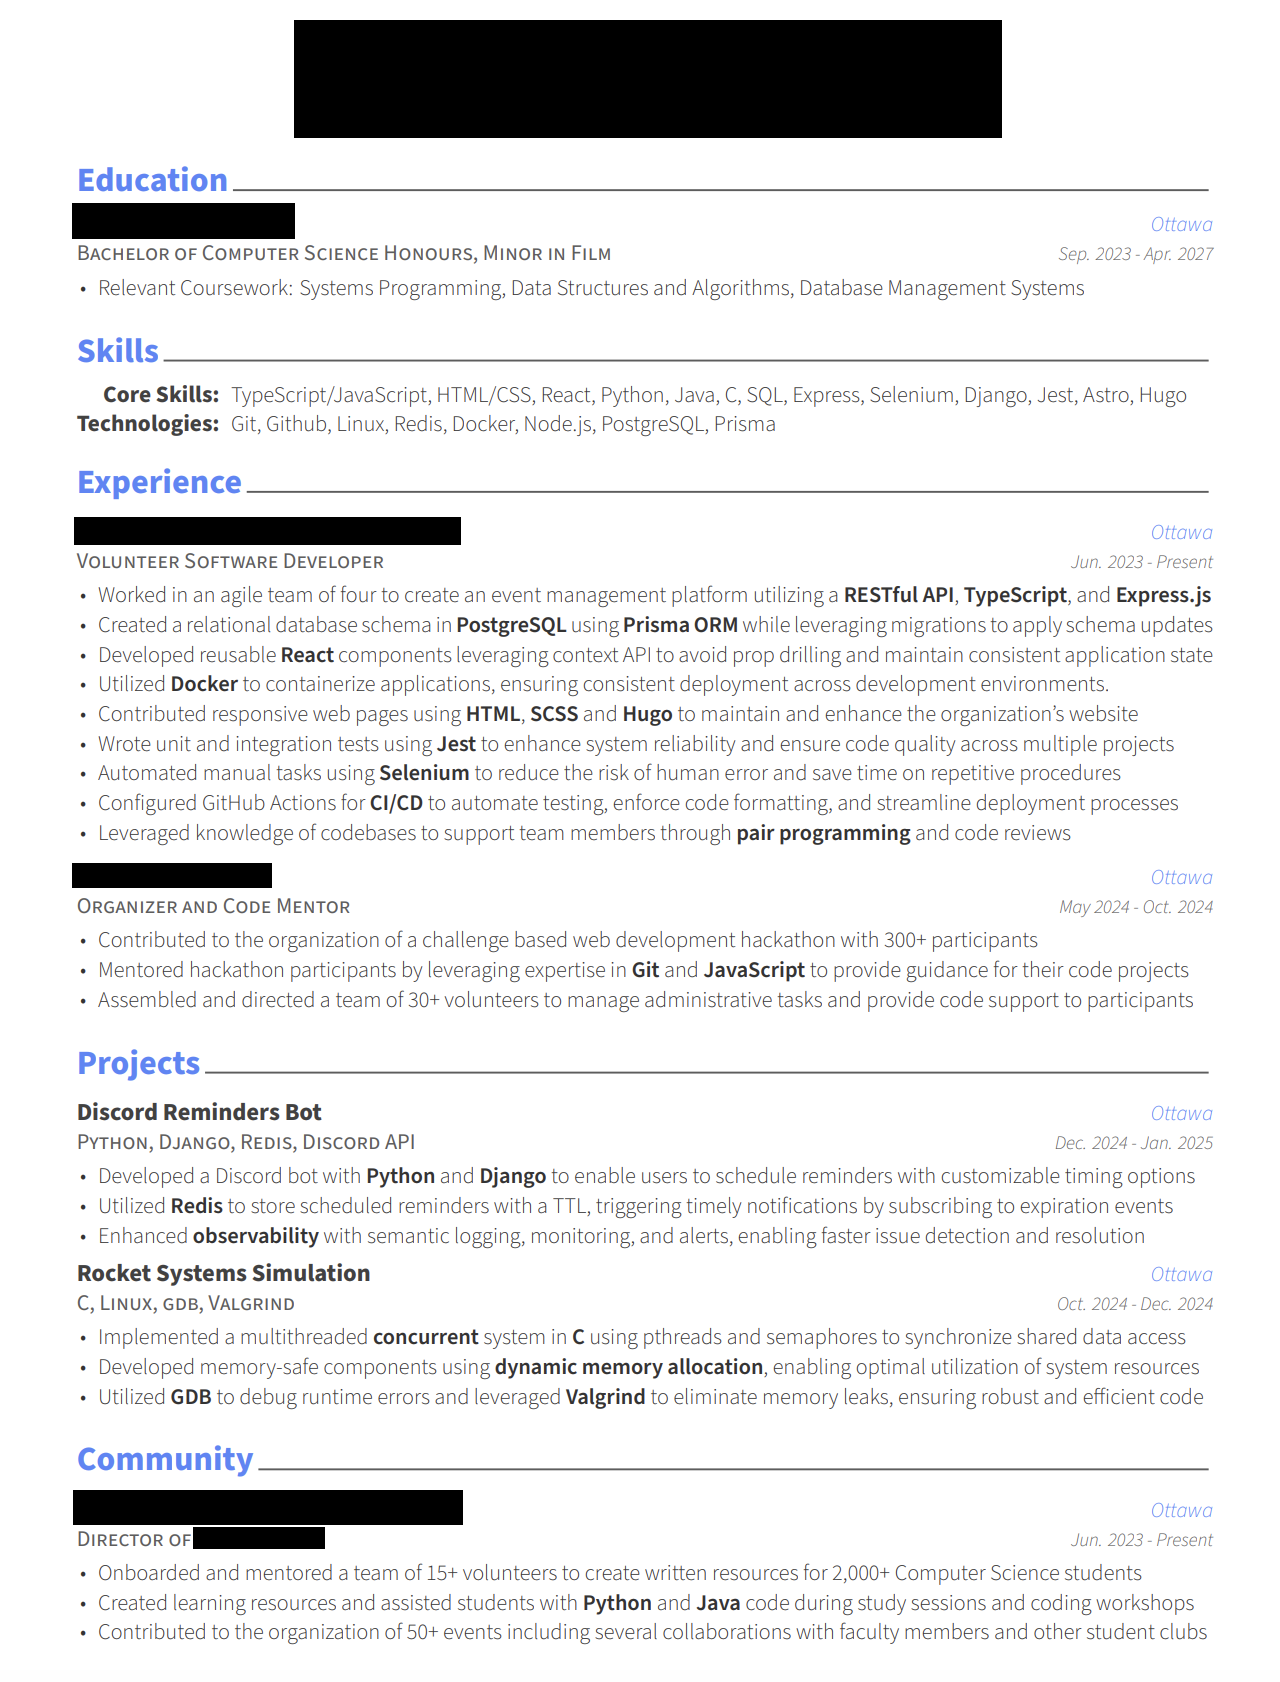 Education
Ottawa
Bachelor of Computer Science Honours, Minor in Film
Sep. 2023 - Apr. 2027
• Relevant Coursework: Systems Programming, Data Structures and Algorithms, Database Management Systems
Skills
Core Skills: TypeScript/JavaScript, HTML/CSS, React, Python, Java, C, SQL, Express, Selenium, Django, Jest, Astro, Hugo
Technologies: Git, Github, Linux, Redis, Docker, Node.js, PostgreSQL, Prisma
Experience
Ottawa
Volunteer Software Developer
Jun. 2023 - Present
• Worked in an agile team of four to create an event management platform utilizing a RESTful API, TypeScript, and Express.js
• Created a relational database schema in PostgreSQL using Prisma ORM while leveraging migrations to apply schema updates
• Developed reusable React components leveraging context API to avoid prop drilling and maintain consistent application state
• Utilized Docker to containerize applications, ensuring consistent deployment across development environments.
• Contributed responsive web pages using HTML, SCSS and Hugo to maintain and enhance the organization's website
• Wrote unit and integration tests using Jest to enhance system reliability and ensure code quality across multiple projects
• Automated manual tasks using Selenium to reduce the risk of human error and save time on repetitive procedures
• Configured GitHub Actions for CI/CD to automate testing, enforce code formatting, and streamline deployment processes
• Leveraged knowledge of codebases to support team members through pair programming and code reviews
Ottawa
Organizer and Code Mentor
May 2024 - Oct. 2024
• Contributed to the organization of a challenge based web development hackathon with 300+ participants
• Mentored hackathon participants by leveraging expertise in Git and JavaScript to provide guidance for their code projects
• Assembled and directed a team of 30+ volunteers to manage administrative tasks and provide code support to participants
Projects
Discord Reminders Bot
Ottawa
Python, Django, Redis, Discord API
Dec. 2024 - Jan. 2025
• Developed a Discord bot with Python and Django to enable users to schedule reminders with customizable timing options
• Utilized Redis to store scheduled reminders with a TTL, triggering timely notifications by subscribing to expiration events
• Enhanced observability with semantic logging, monitoring, and alerts, enabling faster issue detection and resolution
Rocket Systems Simulation
Ottawa
C, Linux, gdb, Valgrind
Oct. 2024 - Dec. 2024
• Implemented a multithreaded concurrent system in C using pthreads and semaphores to synchronize shared data access
• Developed memory-safe components using dynamic memory allocation, enabling optimal utilization of system resources
• Utilized GDB to debug runtime errors and leveraged Valgrind to eliminate memory leaks, ensuring robust and efficient code
Community
Ottawa
Director of
Jun. 2023 - Present
• Onboarded and mentored a team of 15+ volunteers to create written resources for 2,000+ Computer Science students
• Created learning resources and assisted students with Python and Java code during study sessions and coding workshops
• Contributed to the organization of 50+ events including several collaborations with faculty members and other student clubs